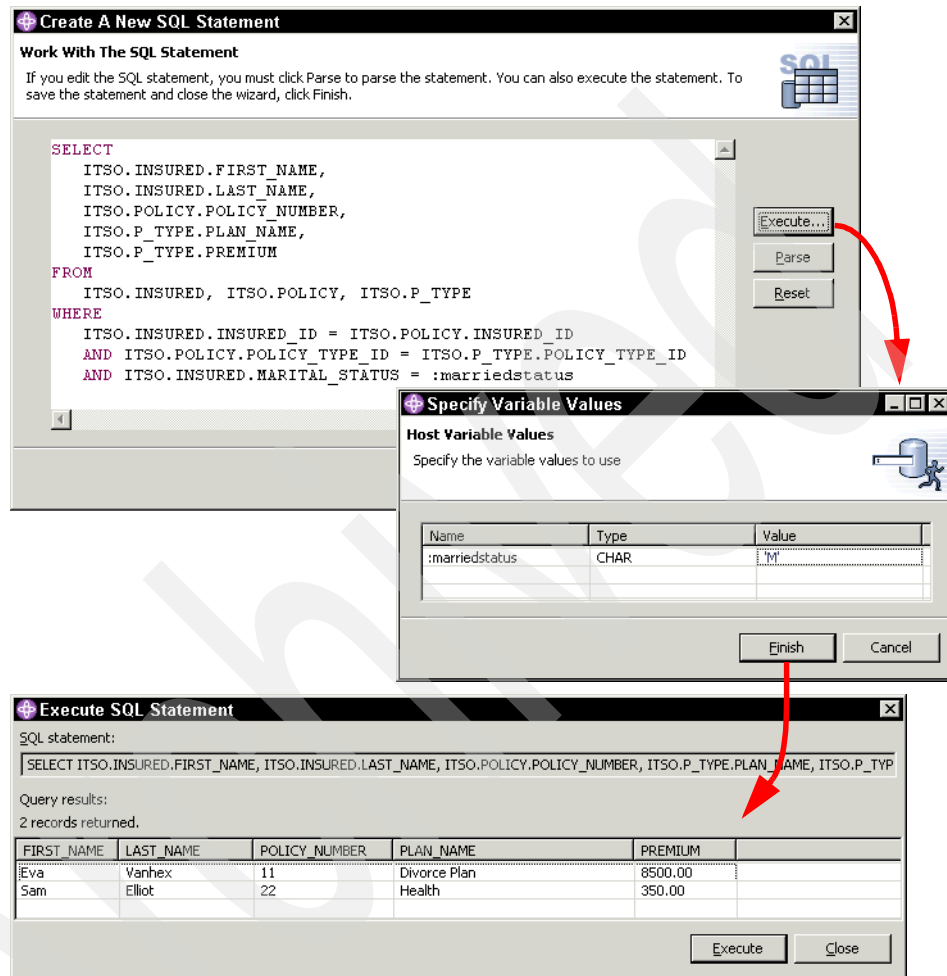 Create A New SQL Statement
Work With The SQL Statement
If you edit the SQL statement, you must click Parse to parse the statement. You can also execute the statement. To
save the statement and close the wizard, click Finish.
SQL
SELECT
ITSO.INSURED.FIRST_NAME,
ITSO.INSURED.LAST_NAME,
ITSO.POLICY.POLICY_NUMBER,
ITSO.P_TYPE.PLAN_NAME,
ITSO.P_TYPE.PREMIUM
FROM
ITSO.INSURED, ITSO.POLICY, ITSO.P_TYPE
WHERE
ITSO.INSURED.INSURED_ID = ITSO.POLICY.INSURED_ID
AND ITSO.POLICY.POLICY_TYPE_ID = ITSO.P_TYPE.POLICY_TYPE_ID
AND ITSO.INSURED.MARITAL_STATUS = :marriedstatus
Execute...
Parse
Reset
Specify Variable Values
Host Variable Values
Specify the variable values to use
Name Type Value
:marriedstatus CHAR 'M'
Finish Cancel
Execute SQL Statement
SQL statement:
SELECT ITSO.INSURED.FIRST_NAME, ITSO.INSURED.LAST_NAME, ITSO.POLICY.POLICY_NUMBER, ITSO.P_TYPE.PLAN_NAME, ITSO.P_TYP
Query results:
2 records returned.
FIRST_NAME LAST_NAME POLICY_NUMBER PLAN_NAME PREMIUM
Eva Vanhex 11 Divorce Plan 8500.00
Sam Elliot 22 Health 350.00
Execute Close